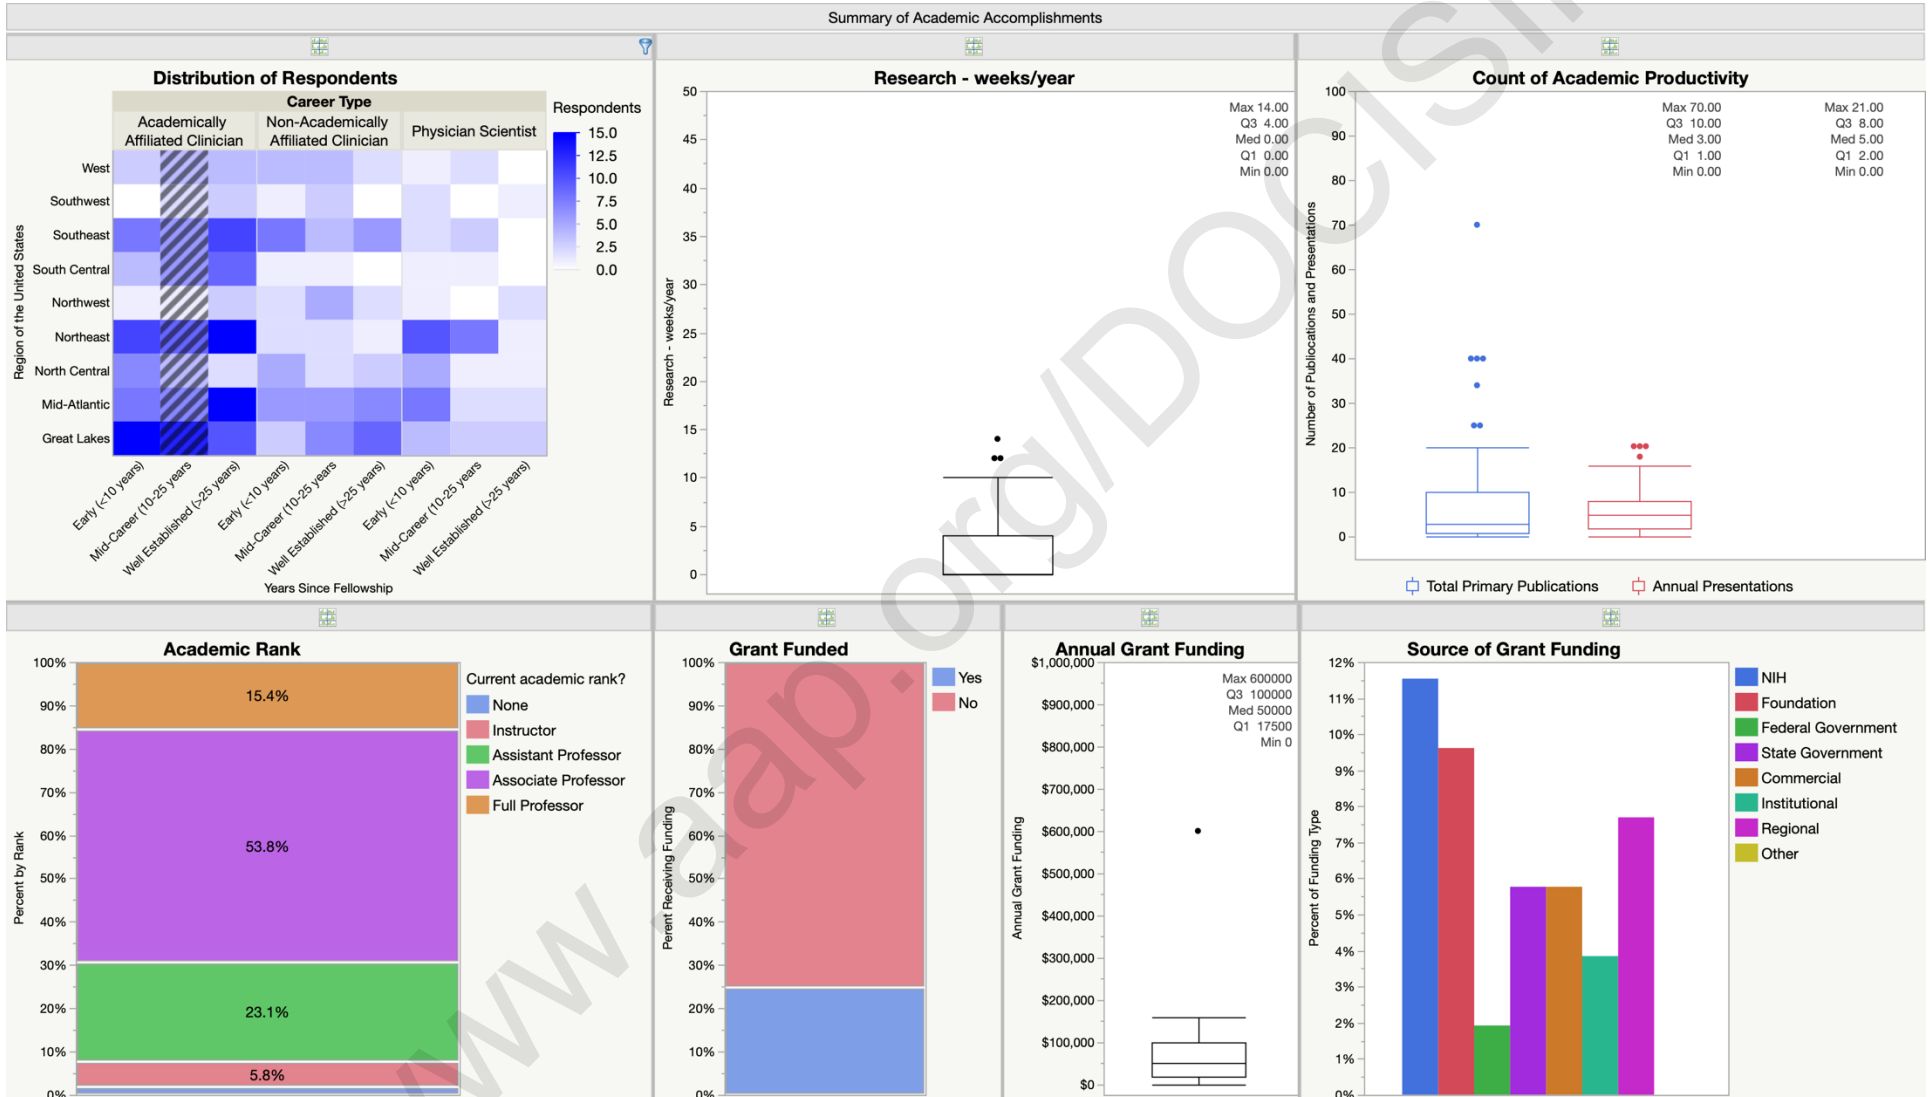 Summary of Academic Accomplishments
Distribution of Respondents
Career Type
Academically
Affiliated Clinician
Non-Academically
Affiliated Clinician
Physician Scientist
Respondents
15.0
12.5
10.0
7.5
5.0
2.5
0.0
Region of the United States
West
Southwest
Southeast
South Central
Northwest
Northeast
North Central
Mid-Atlantic
Great Lakes
Early (<10 years)
Mid-Career (10-25 years
Well Established (>25 years)
Early (<10 years)
Mid-Career (10-25 years
Well Established (>25 years)
Early (<10 years)
Mid-Career (10-25 years
Well Established (>25 years)
Years Since Fellowship
Research - weeks/year
Research - weeks/year
50
45
40
35
30
25
20
15
10
5
0
Max 14.00
Q3 4.00
Med 0.00
Q1 0.00
Min 0.00
Count of Academic Productivity
Number of Publocations and Presentations
100
90
80
70
60
50
40
30
20
10
0
Max 70.00
Q3 10.00
Med 3.00
Q1 1.00
Min 0.00
Max 21.00
Q3 8.00
Med 5.00
Q1 2.00
Min 0.00
Total Primary Publications
Annual Presentations
Academic Rank
Percent by Rank
100%
90%
80%
70%
60%
50%
40%
30%
20%
10%
0%
15.4%
53.8%
23.1%
5.8%
Current academic rank?
None
Instructor
Assistant Professor
Associate Professor
Full Professor
Grant Funded
Perent Receiving Funding
100%
90%
80%
70%
60%
50%
40%
30%
20%
10%
0%
Yes
No
Annual Grant Funding
Annual Grant Funding
$1,000,000
$900,000
$800,000
$700,000
$600,000
$500,000
$400,000
$300,000
$200,000
$100,000
$0
Max 600000
Q3 100000
Med 50000
Q1 17500
Min 0
Source of Grant Funding
Percent of Funding Type
12%
11%
10%
9%
8%
7%
6%
5%
4%
3%
2%
1%
0%
NIH
Foundation
Federal Government
State Government
Commercial
Institutional
Regional
Other
www.aap.org/DOCSI